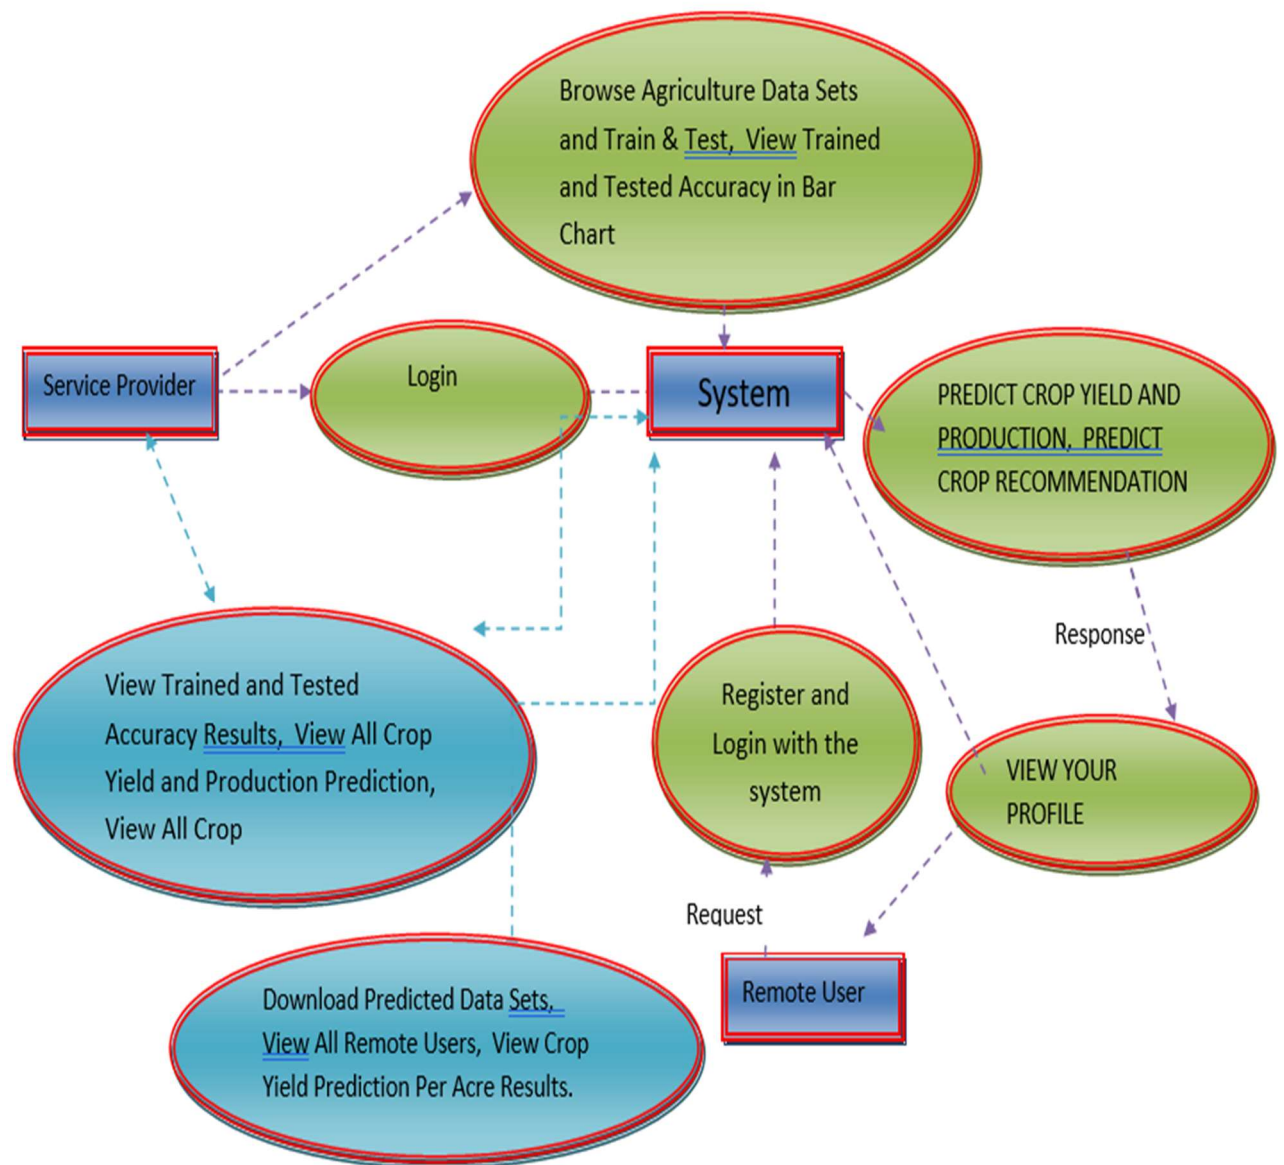 Browse Agriculture Data Sets
and Train & Test, View Trained
and Tested Accuracy in Bar
Chart
Service Provider
Login
System
PREDICT CROP YIELD AND
PRODUCTION, PREDICT
CROP RECOMMENDATION
Response
View Trained and Tested
Accuracy Results, View All Crop
Yield and Production Prediction,
View All Crop
Register and
Login with the
system
VIEW YOUR
PROFILE
Request
Remote User
Download Predicted Data Sets,
View All Remote Users, View Crop
Yield Prediction Per Acre Results.